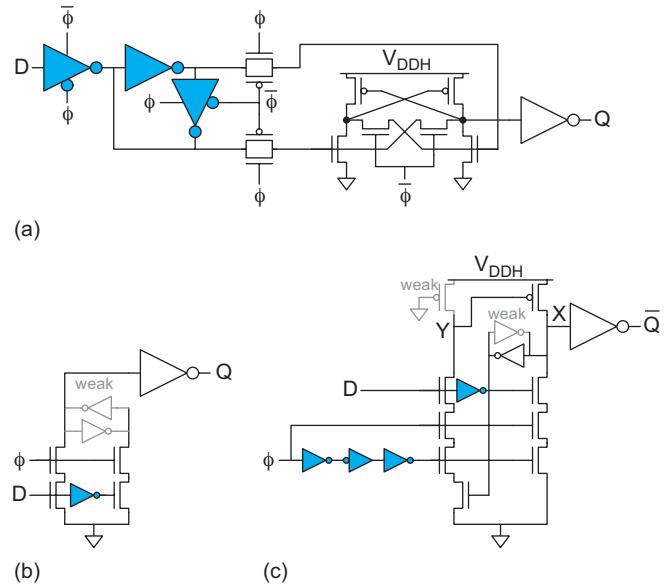 ϕ̅ ϕ
D V_DDH
ϕ ϕ̅
ϕ Q
ϕ ϕ̅
(a)
V_DDH
weak
weak X Q̅
Y
Q
weak D
ϕ ϕ
D
(b) (c)